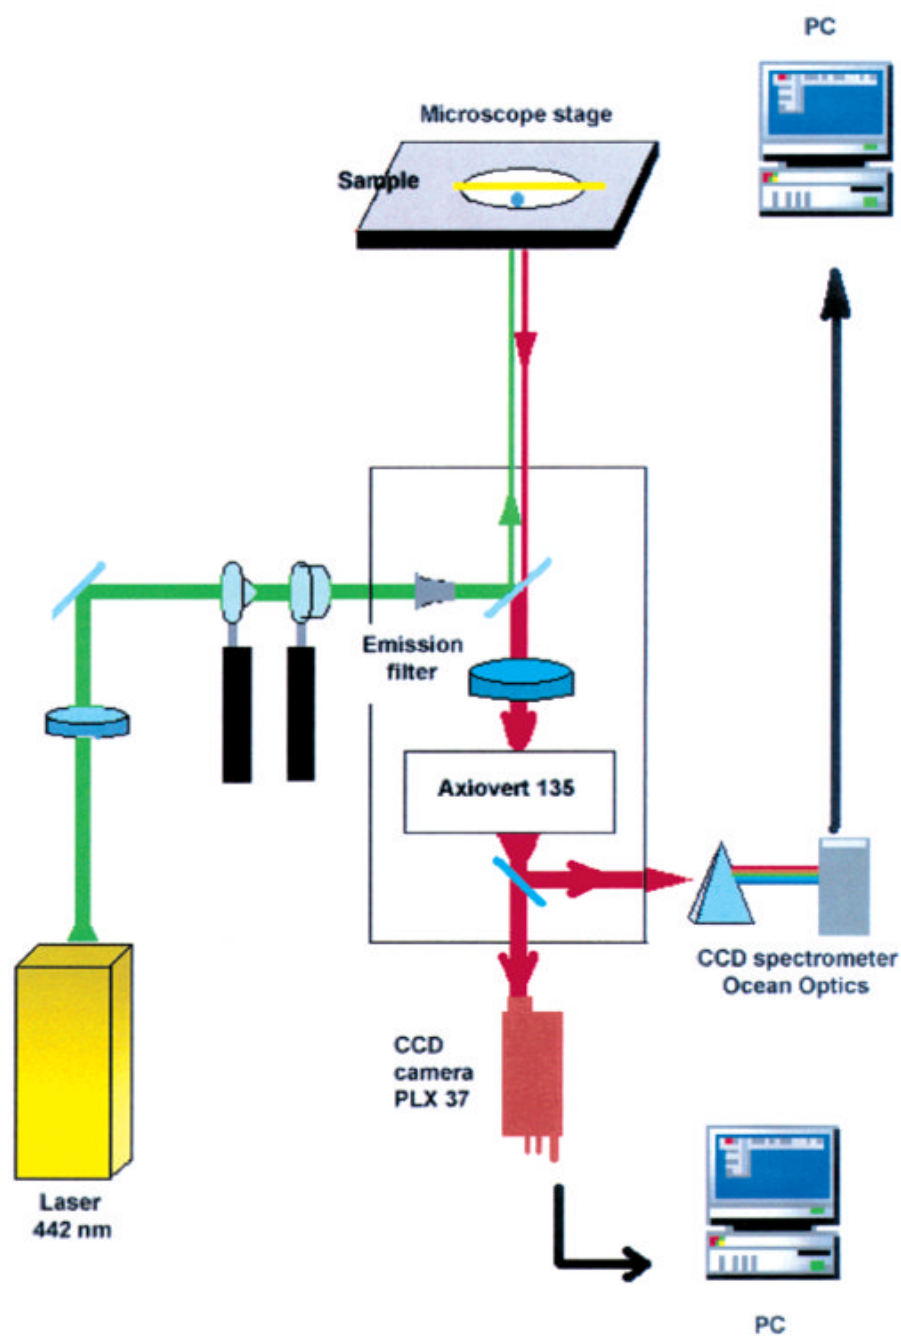 PC
Microscope stage
Sample
Emission
filter
Axiovert 135
CCD spectrometer
Ocean Optics
CCD
camera
PLX 37
Laser
442 nm
PC